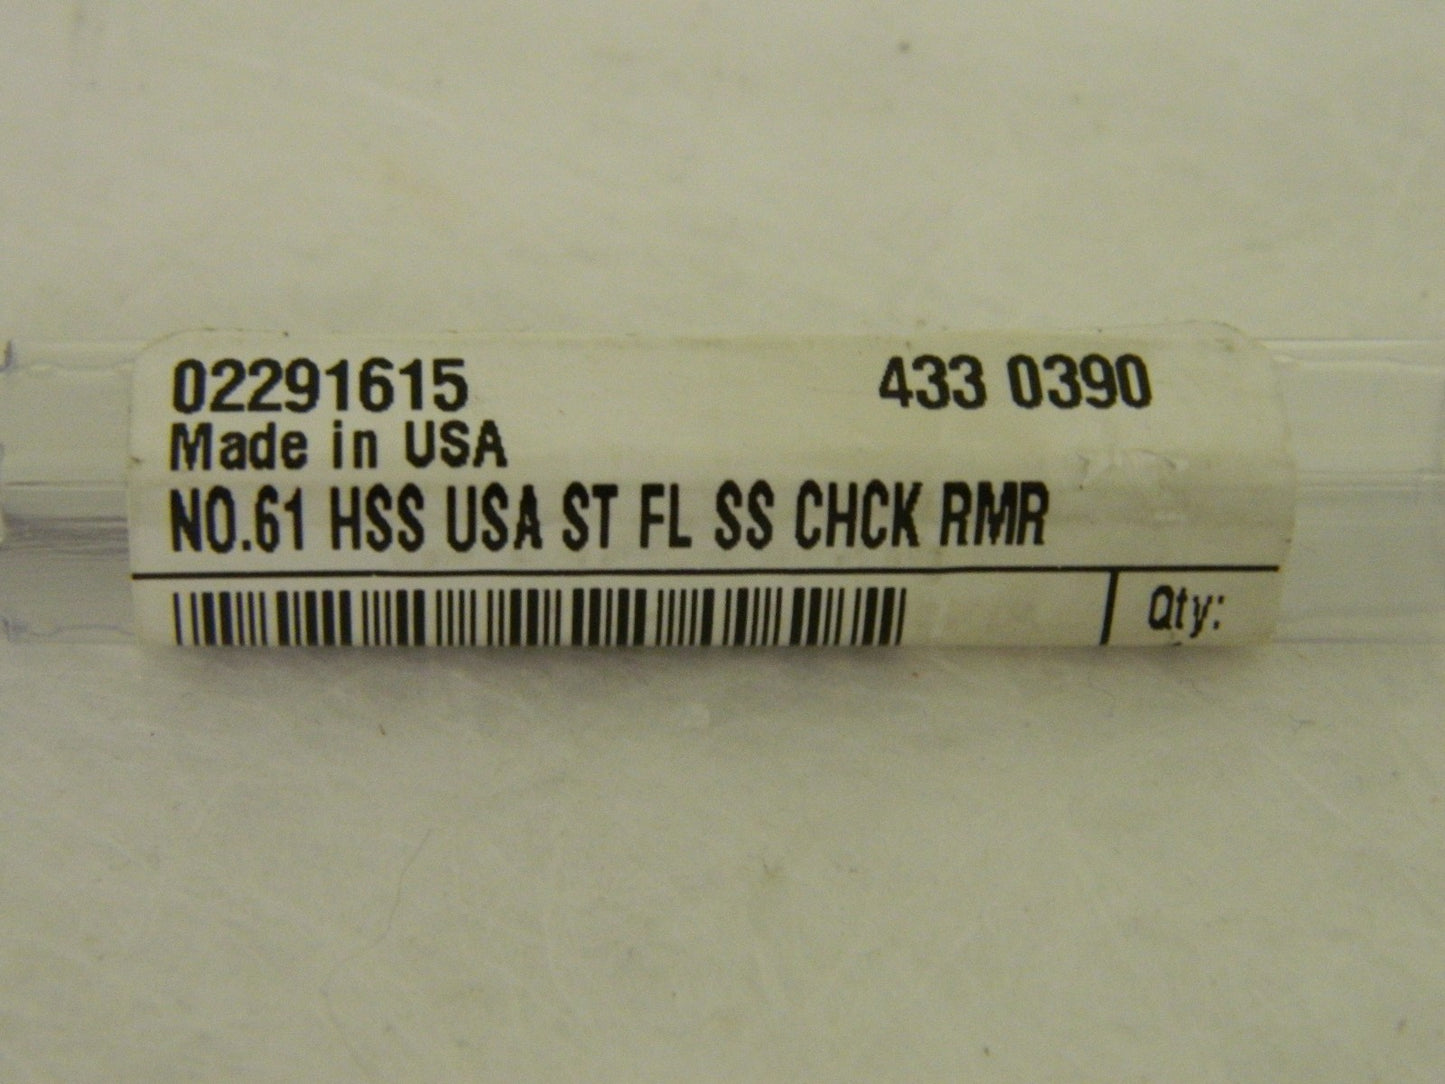 02291615 433 0390
Made in USA
NO.61 HSS USA ST FL SS CHCK RMR
Qty: